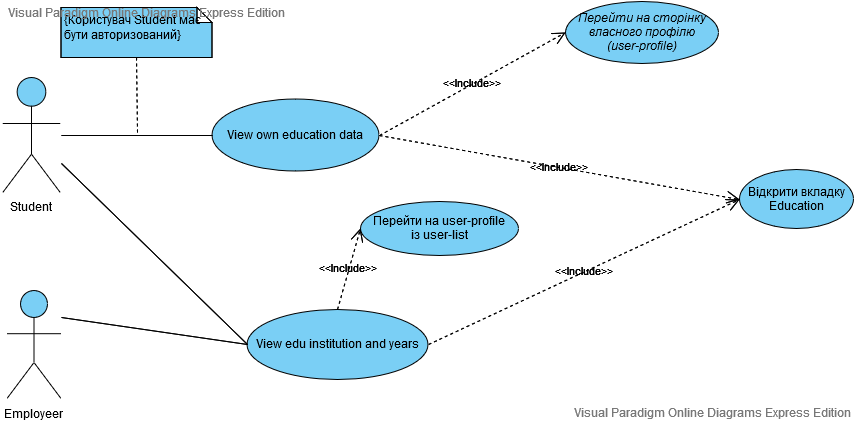 Visual Paradigm Online Diagrams Express Edition
{Користувач Student має
бути авторизований}
Перейти на сторінку
власного профілю
(user-profile)
<<Include>>
Student
View own education data
<<Include>>
Відкрити вкладку
Education
Перейти на user-profile
із user-list
<<Include>>
<<Include>>
View edu institution and years
Employeer
Visual Paradigm Online Diagrams Express Edition